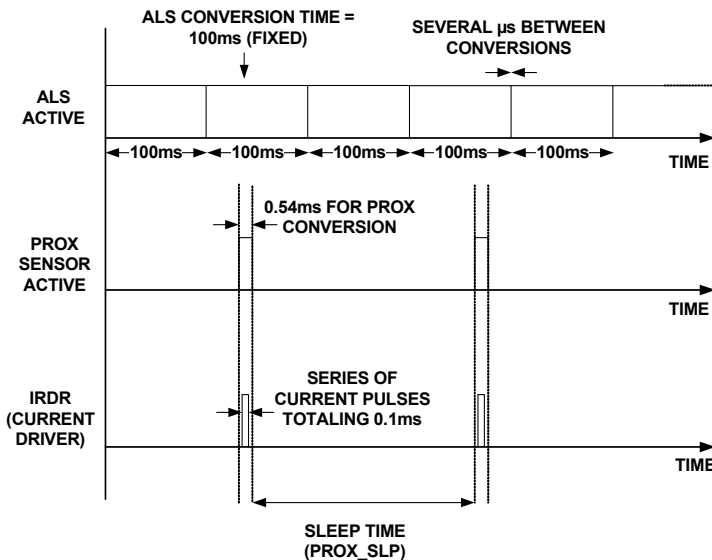 ALS CONVERSION TIME =
100ms (FIXED)
SEVERAL µs BETWEEN
CONVERSIONS
ALS
ACTIVE
100ms
100ms
100ms
100ms
100ms
TIME
0.54ms FOR PROX
CONVERSION
PROX
SENSOR
ACTIVE
TIME
IRDR
(CURRENT
DRIVER)
SERIES OF
CURRENT PULSES
TOTALING 0.1ms
TIME
SLEEP TIME
(PROX_SLP)